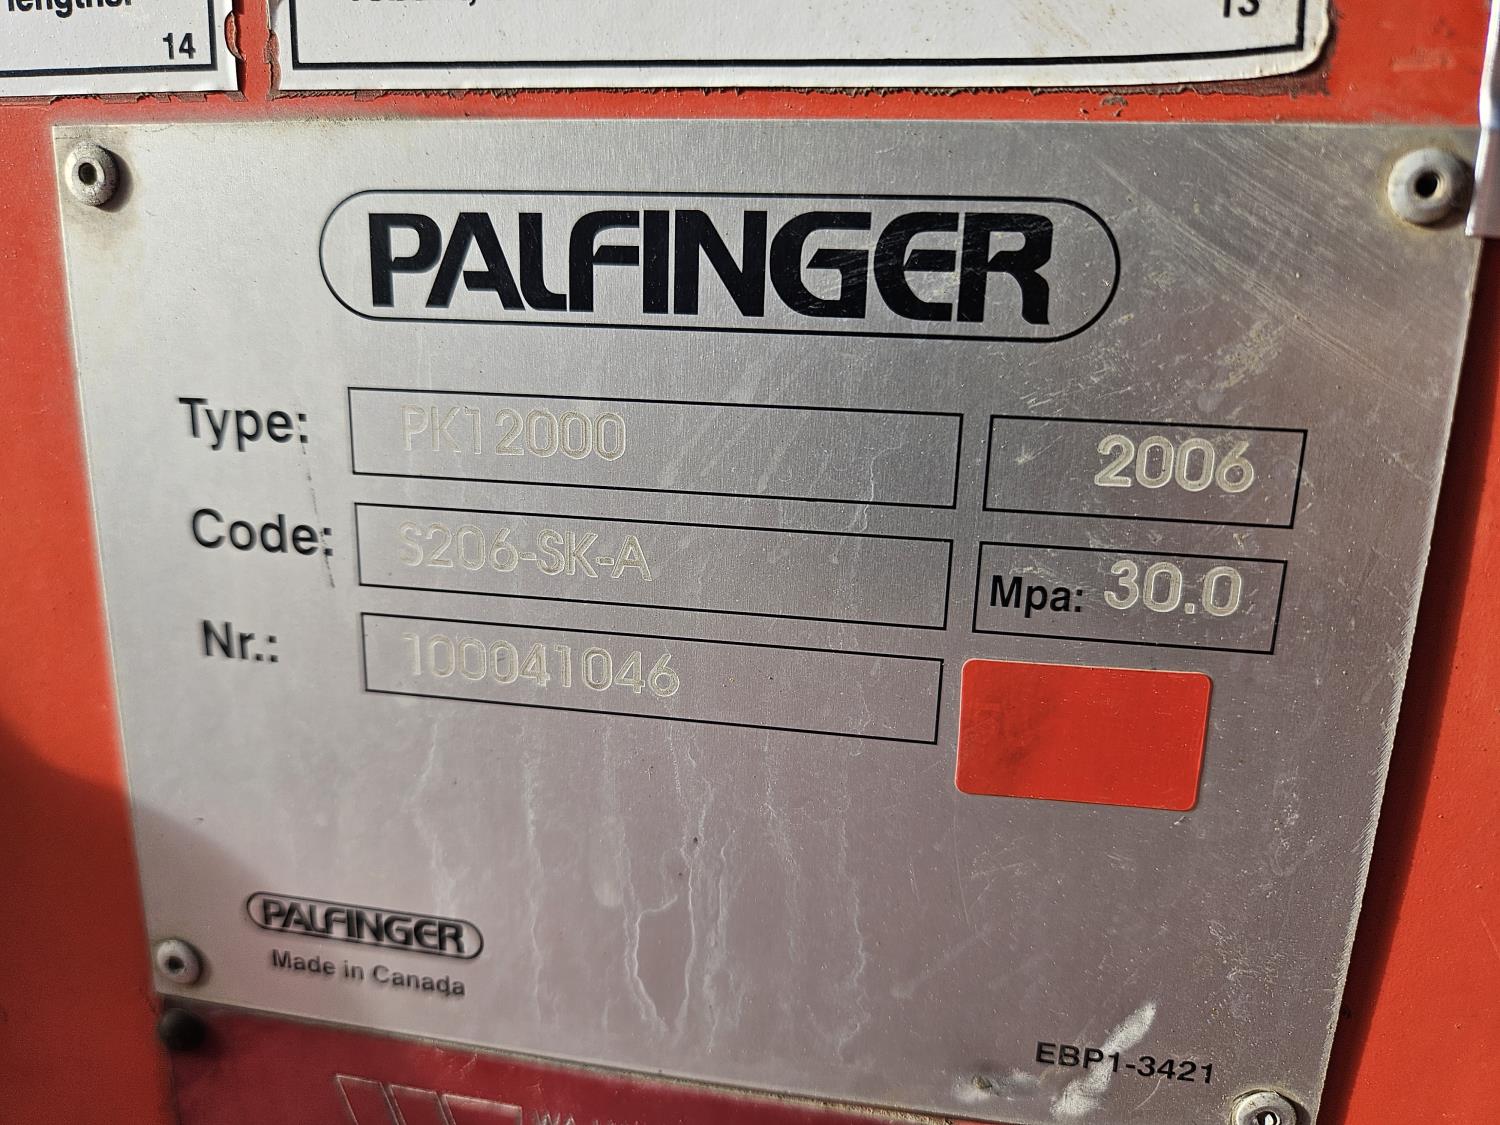 lengths.
14
13
PALFINGER
Type: PK12000 2006
Code: S206-SK-A Mpa: 30.0
Nr.: 100041046
PALFINGER
Made in Canada
EBP1-3421